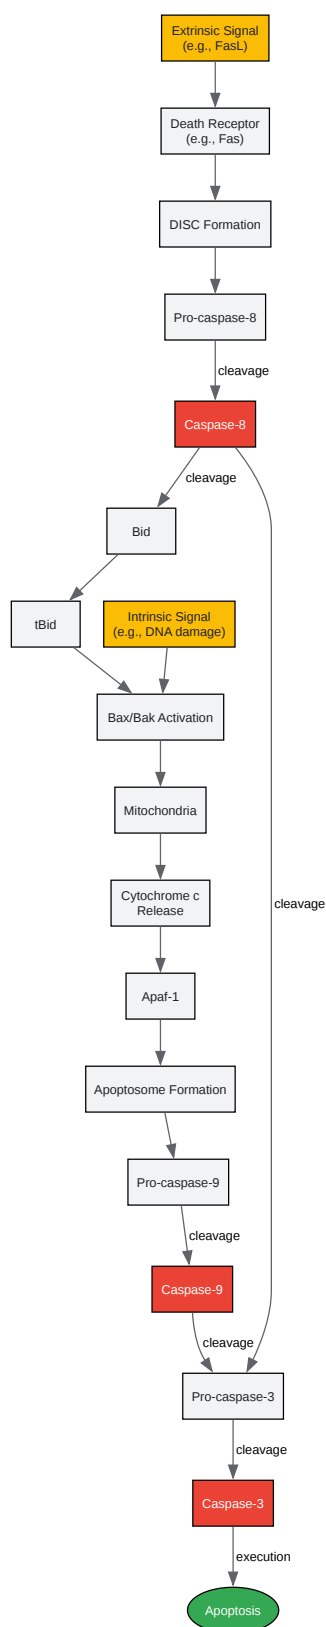 Extrinsic Signal
(e.g., FasL)
Death Receptor
(e.g., Fas)
DISC Formation
Pro-caspase-8
cleavage
Caspase-8
cleavage
Bid
tBid
Intrinsic Signal
(e.g., DNA damage)
Bax/Bak Activation
Mitochondria
Cytochrome c
Release
cleavage
Apaf-1
Apoptosome Formation
Pro-caspase-9
cleavage
Caspase-9
cleavage
Pro-caspase-3
cleavage
Caspase-3
execution
Apoptosis